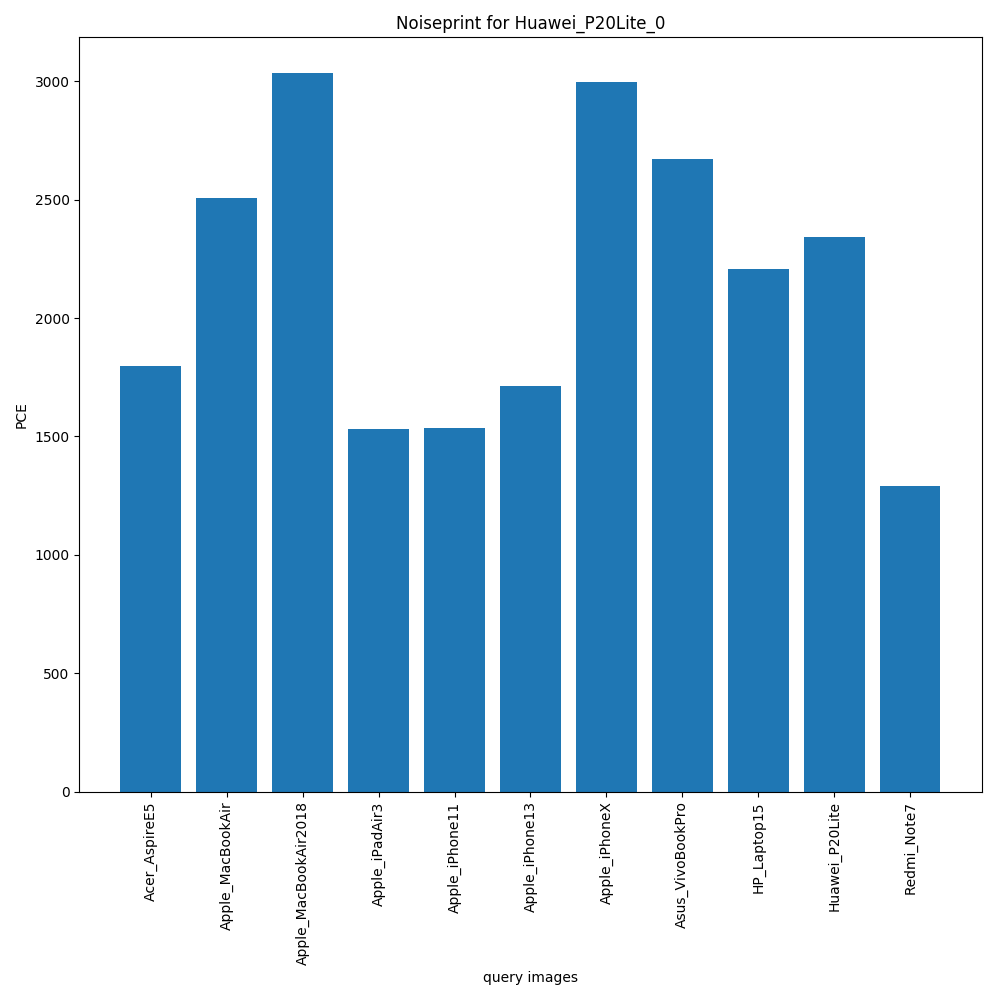 Noiseprint for Huawei_P20Lite_0
PCE
3000
2500
2000
1500
1000
500
0
Acer_AspireE5
Apple_MacBookAir
Apple_MacBookAir2018
Apple_iPadAir3
Apple_iPhone11
Apple_iPhone13
Apple_iPhoneX
Asus_VivoBookPro
HP_Laptop15
Huawei_P20Lite
Redmi_Note7
query images